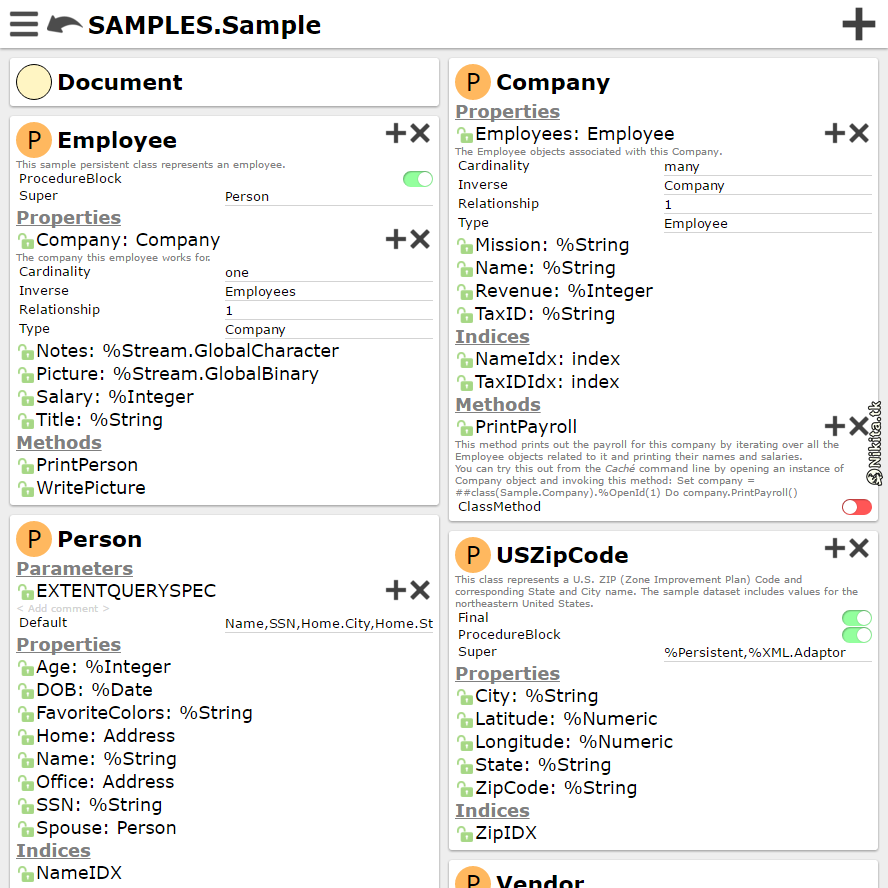 SAMPLES.Sample
Document
P Employee
This sample persistent class represents an employee.
ProcedureBlock
Super Person
Properties
Company: Company
The company this employee works for.
Cardinality one
Inverse Employees
Relationship 1
Type Company
Notes: %Stream.GlobalCharacter
Picture: %Stream.GlobalBinary
Salary: %Integer
Title: %String
Methods
PrintPerson
WritePicture
P Person
Parameters
EXTENTQUERYSPEC
< Add comment >
Default Name,SSN,Home.City,Home.St
Properties
Age: %Integer
DOB: %Date
FavoriteColors: %String
Home: Address
Name: %String
Office: Address
SSN: %String
Spouse: Person
Indices
NameIDX
P Company
Properties
Employees: Employee
The Employee objects associated with this Company.
Cardinality many
Inverse Company
Relationship 1
Type Employee
Mission: %String
Name: %String
Revenue: %Integer
TaxID: %String
Indices
NameIdx: index
TaxIDIdx: index
Methods
PrintPayroll
This method prints out the payroll for this company by iterating over all the
Employee objects related to it and printing their names and salaries.
You can try this out from the Caché command line by opening an instance of
Company object and invoking this method: Set company =
##class(Sample.Company).%OpenId(1) Do company.PrintPayroll()
ClassMethod
P USZipCode
This class represents a U.S. ZIP (Zone Improvement Plan) Code and
corresponding State and City name. The sample dataset includes values for the
northeastern United States.
Final
ProcedureBlock
Super %Persistent,%XML.Adaptor
Properties
City: %String
Latitude: %Numeric
Longitude: %Numeric
State: %String
ZipCode: %String
Indices
ZipIDX
P Vendor
Nikita.tk